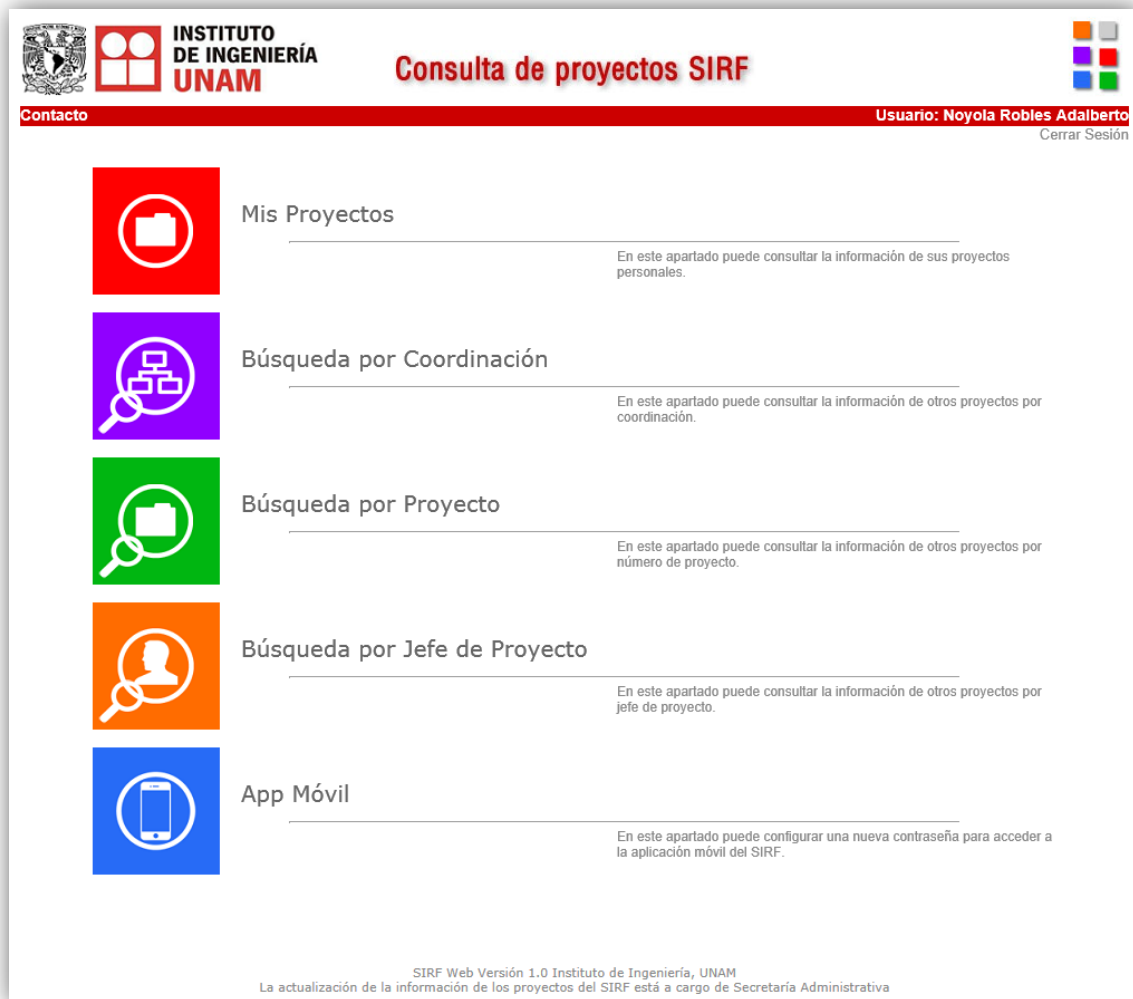 INSTITUTO
DE INGENIERÍA
UNAM
Consulta de proyectos SIRF
Contacto
Usuario: Noyola Robles Adalberto
Cerrar Sesión
Mis Proyectos
En este apartado puede consultar la información de sus proyectos
personales.
Búsqueda por Coordinación
En este apartado puede consultar la información de otros proyectos por
coordinación.
Búsqueda por Proyecto
En este apartado puede consultar la información de otros proyectos por
número de proyecto.
Búsqueda por Jefe de Proyecto
En este apartado puede consultar la información de otros proyectos por
jefe de proyecto.
App Móvil
En este apartado puede configurar una nueva contraseña para acceder a
la aplicación móvil del SIRF.
SIRF Web Versión 1.0 Instituto de Ingeniería, UNAM
La actualización de la información de los proyectos del SIRF está a cargo de Secretaría Administrativa